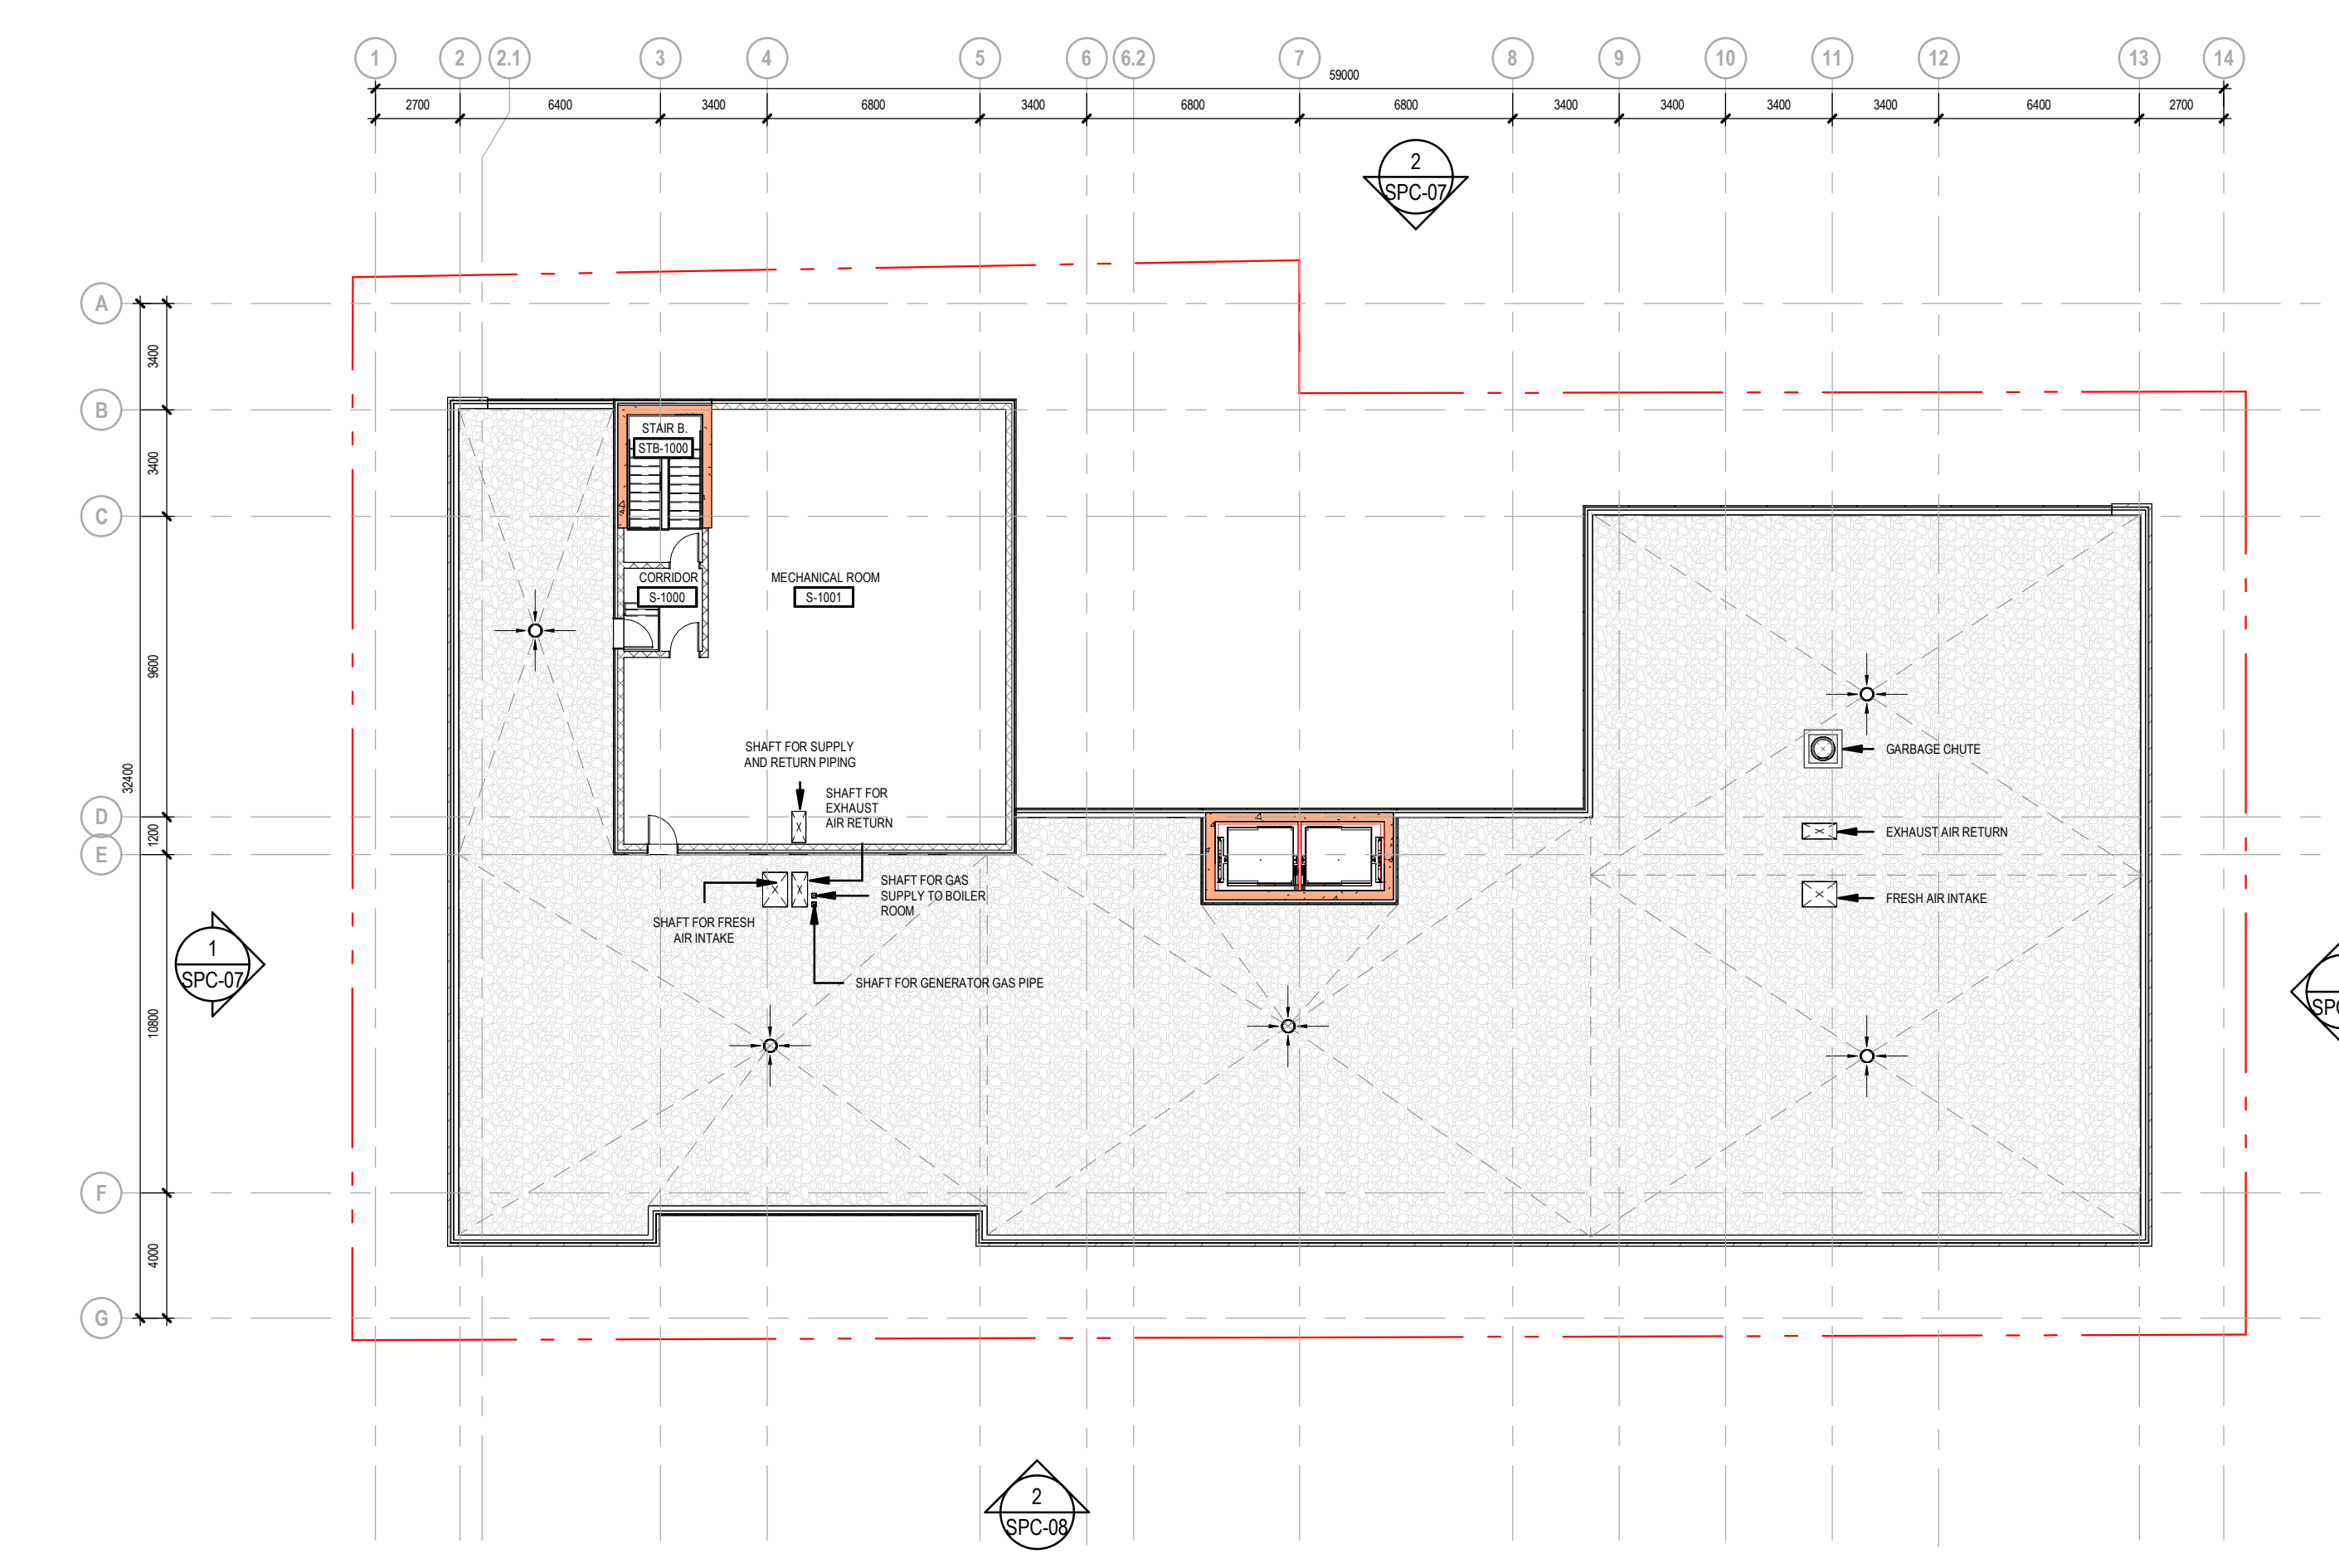 1 2 2.1 3 4 5 6 6.2 7 8 9 10 11 12 13 14
59000
2700 6400 3400 6800 3400 6800 6800 3400 3400 3400 3400 6400 2700
2
SPC-07
A
3400
B
STAIR B.
STB-1000
3400
C
CORRIDOR
S-1000
MECHANICAL ROOM
S-1001
9600
SHAFT FOR SUPPLY
AND RETURN PIPING
GARBAGE CHUTE
32400
SHAFT FOR
EXHAUST
AIR RETURN
D
1200
EXHAUST AIR RETURN
E
SHAFT FOR GAS
SUPPLY TO BOILER
ROOM
FRESH AIR INTAKE
SHAFT FOR FRESH
AIR INTAKE
1
SPC-07
SHAFT FOR GENERATOR GAS PIPE
SPC
10800
F
4000
G
2
SPC-08